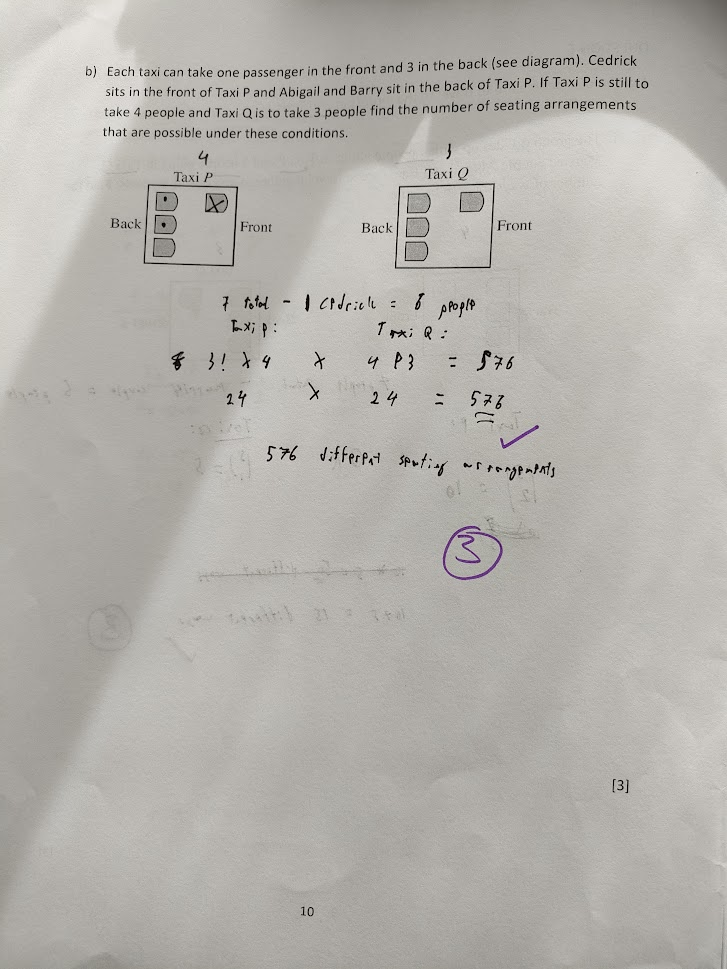 b) Each taxi can take one passenger in the front and 3 in the back (see diagram). Cedrick
sits in the front of Taxi P and Abigail and Barry sit in the back of Taxi P. If Taxi P is still to
take 4 people and Taxi Q is to take 3 people find the number of seating arrangements
that are possible under these conditions.
4
3
Taxi P
Taxi Q
Back
Front
Back
Front
7 total - 1 Cedrick = 6 people
Taxi P: Taxi Q:
3! × 4 × 4 P 3 = 576
24 × 24 = 576
576 different seating arrangements
3
[3]
10